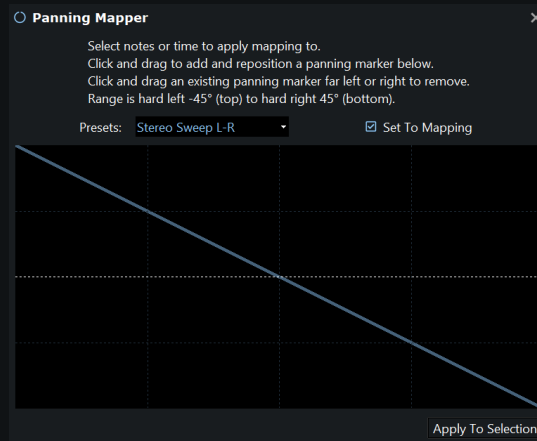 Panning Mapper
Select notes or time to apply mapping to.
Click and drag to add and reposition a panning marker below.
Click and drag an existing panning marker far left or right to remove.
Range is hard left -45° (top) to hard right 45° (bottom).
Presets: Stereo Sweep L-R Set To Mapping
Apply To Selection